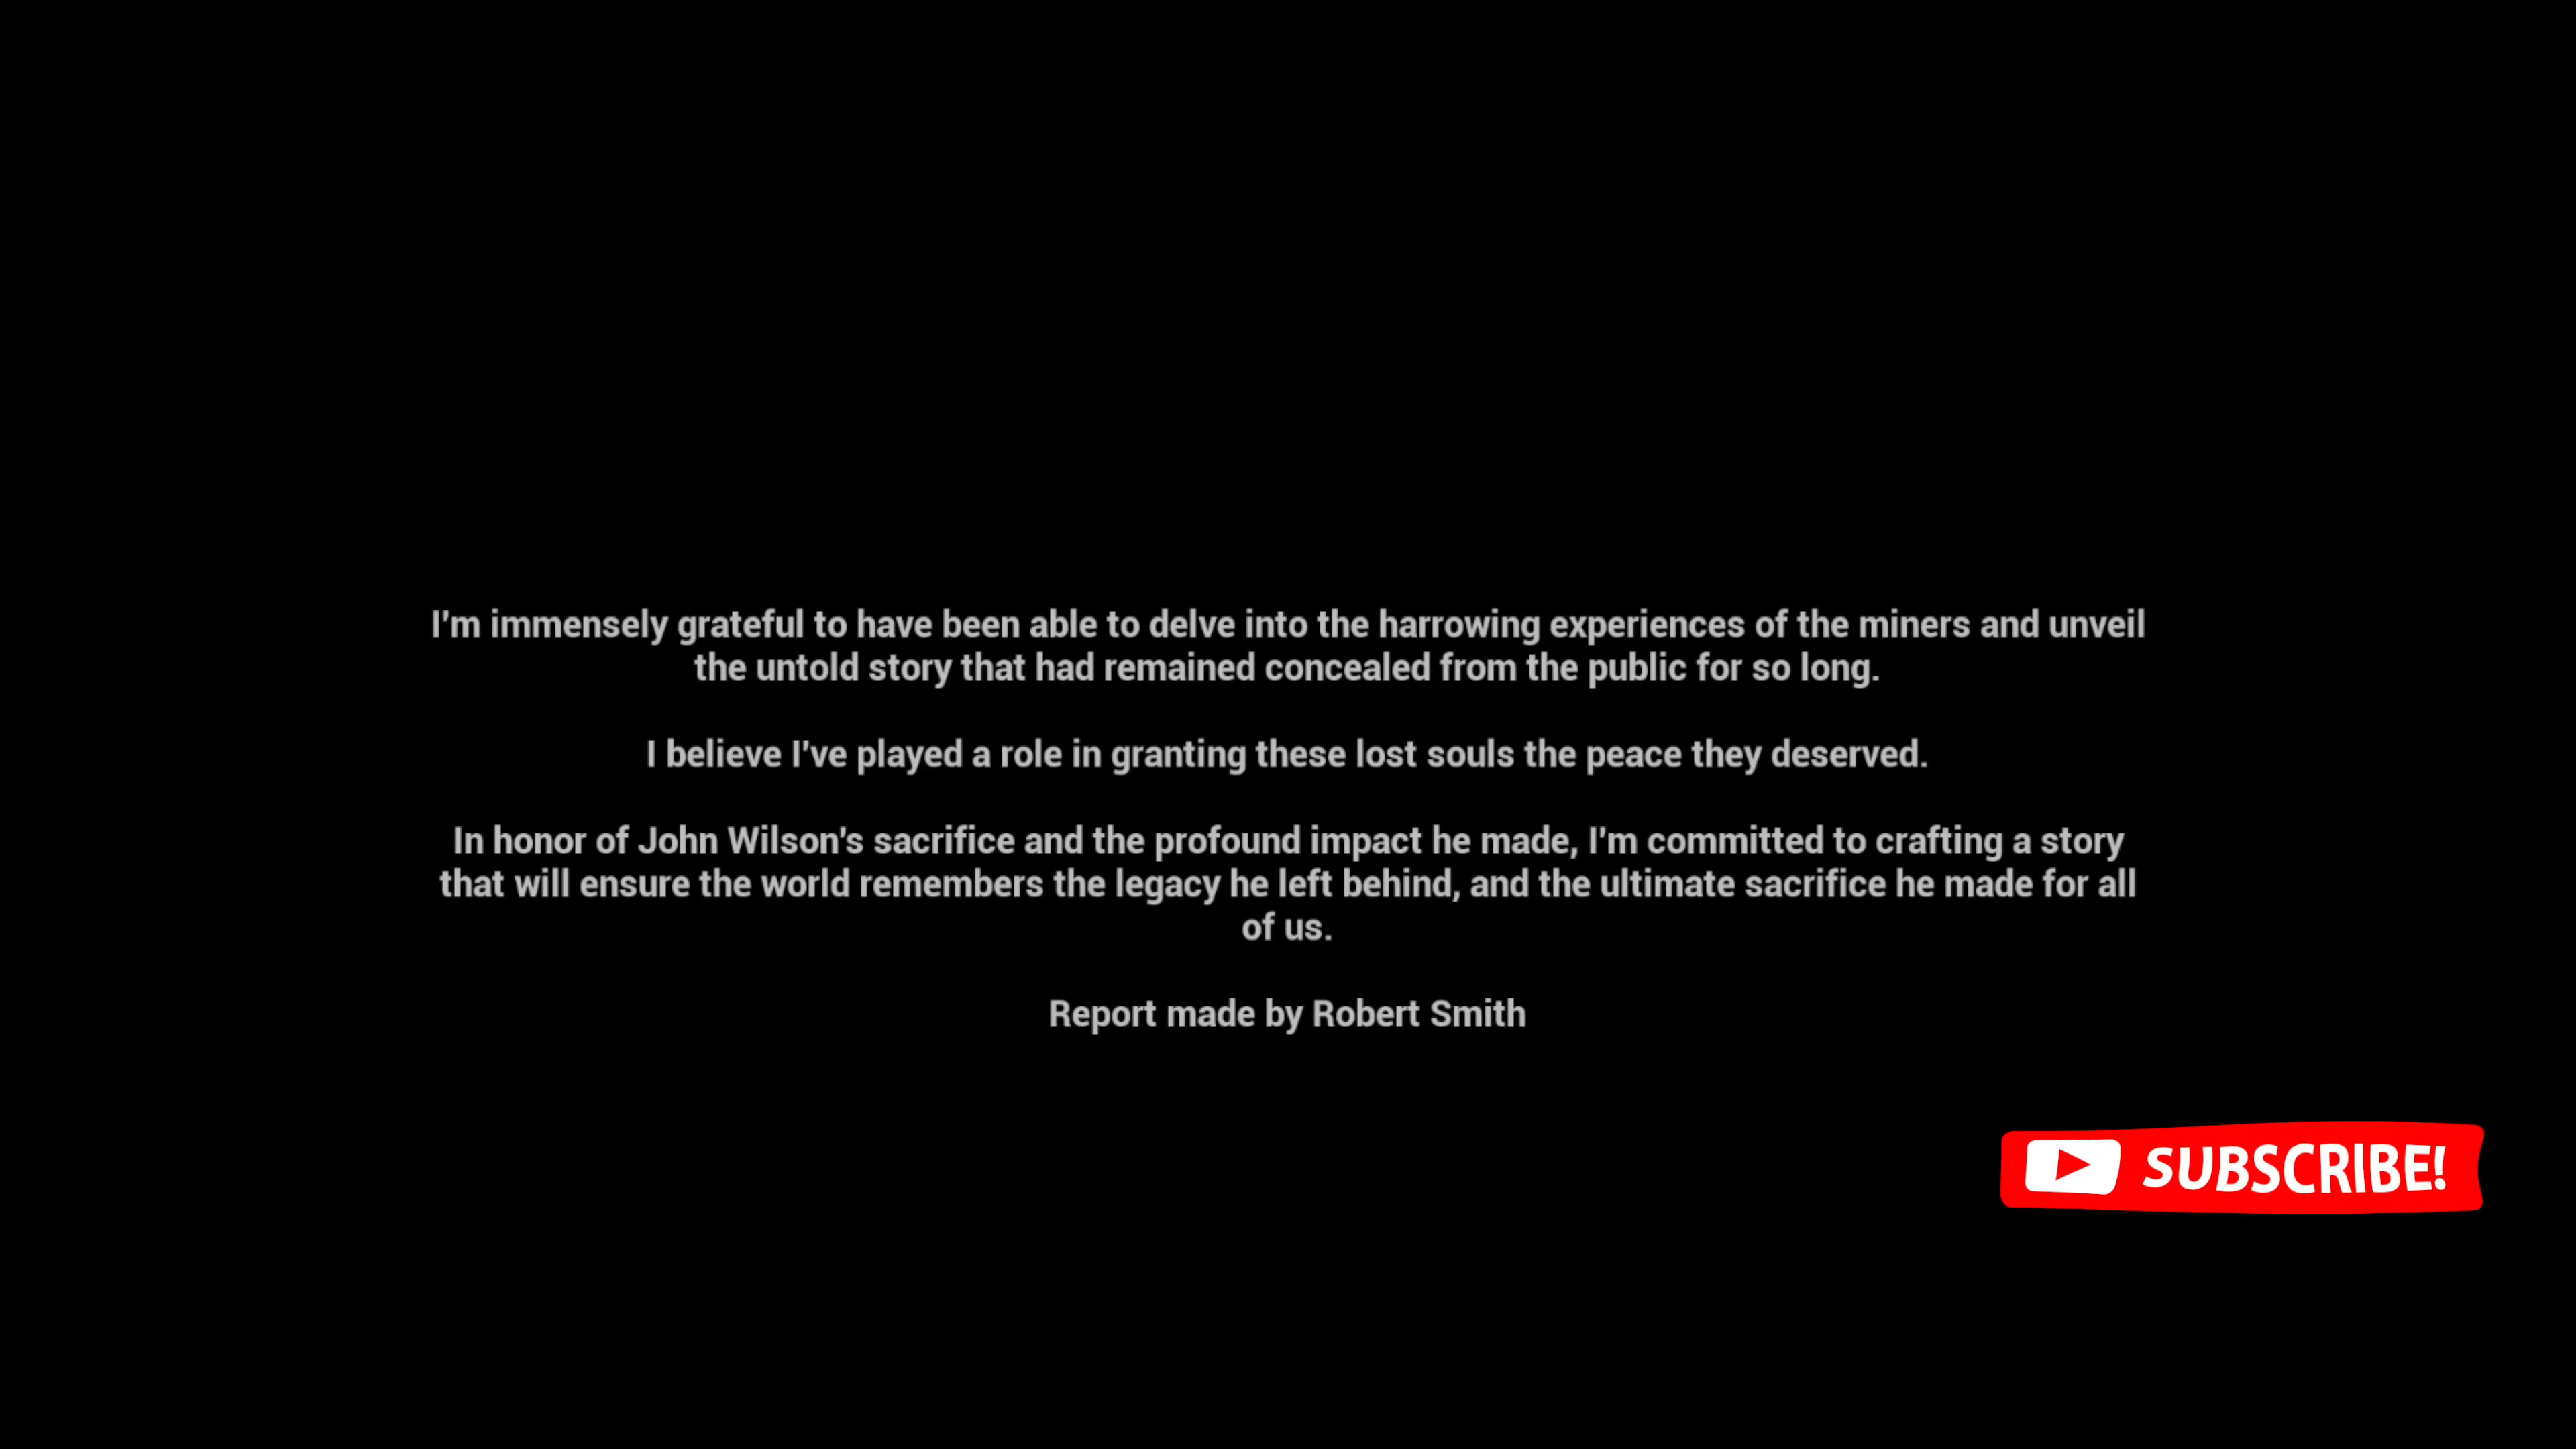 I'm immensely grateful to have been able to delve into the harrowing experiences of the miners and unveil
the untold story that had remained concealed from the public for so long.
I believe I've played a role in granting these lost souls the peace they deserved.
In honor of John Wilson's sacrifice and the profound impact he made, I'm committed to crafting a story
that will ensure the world remembers the legacy he left behind, and the ultimate sacrifice he made for all
of us.
Report made by Robert Smith
SUBSCRIBE!